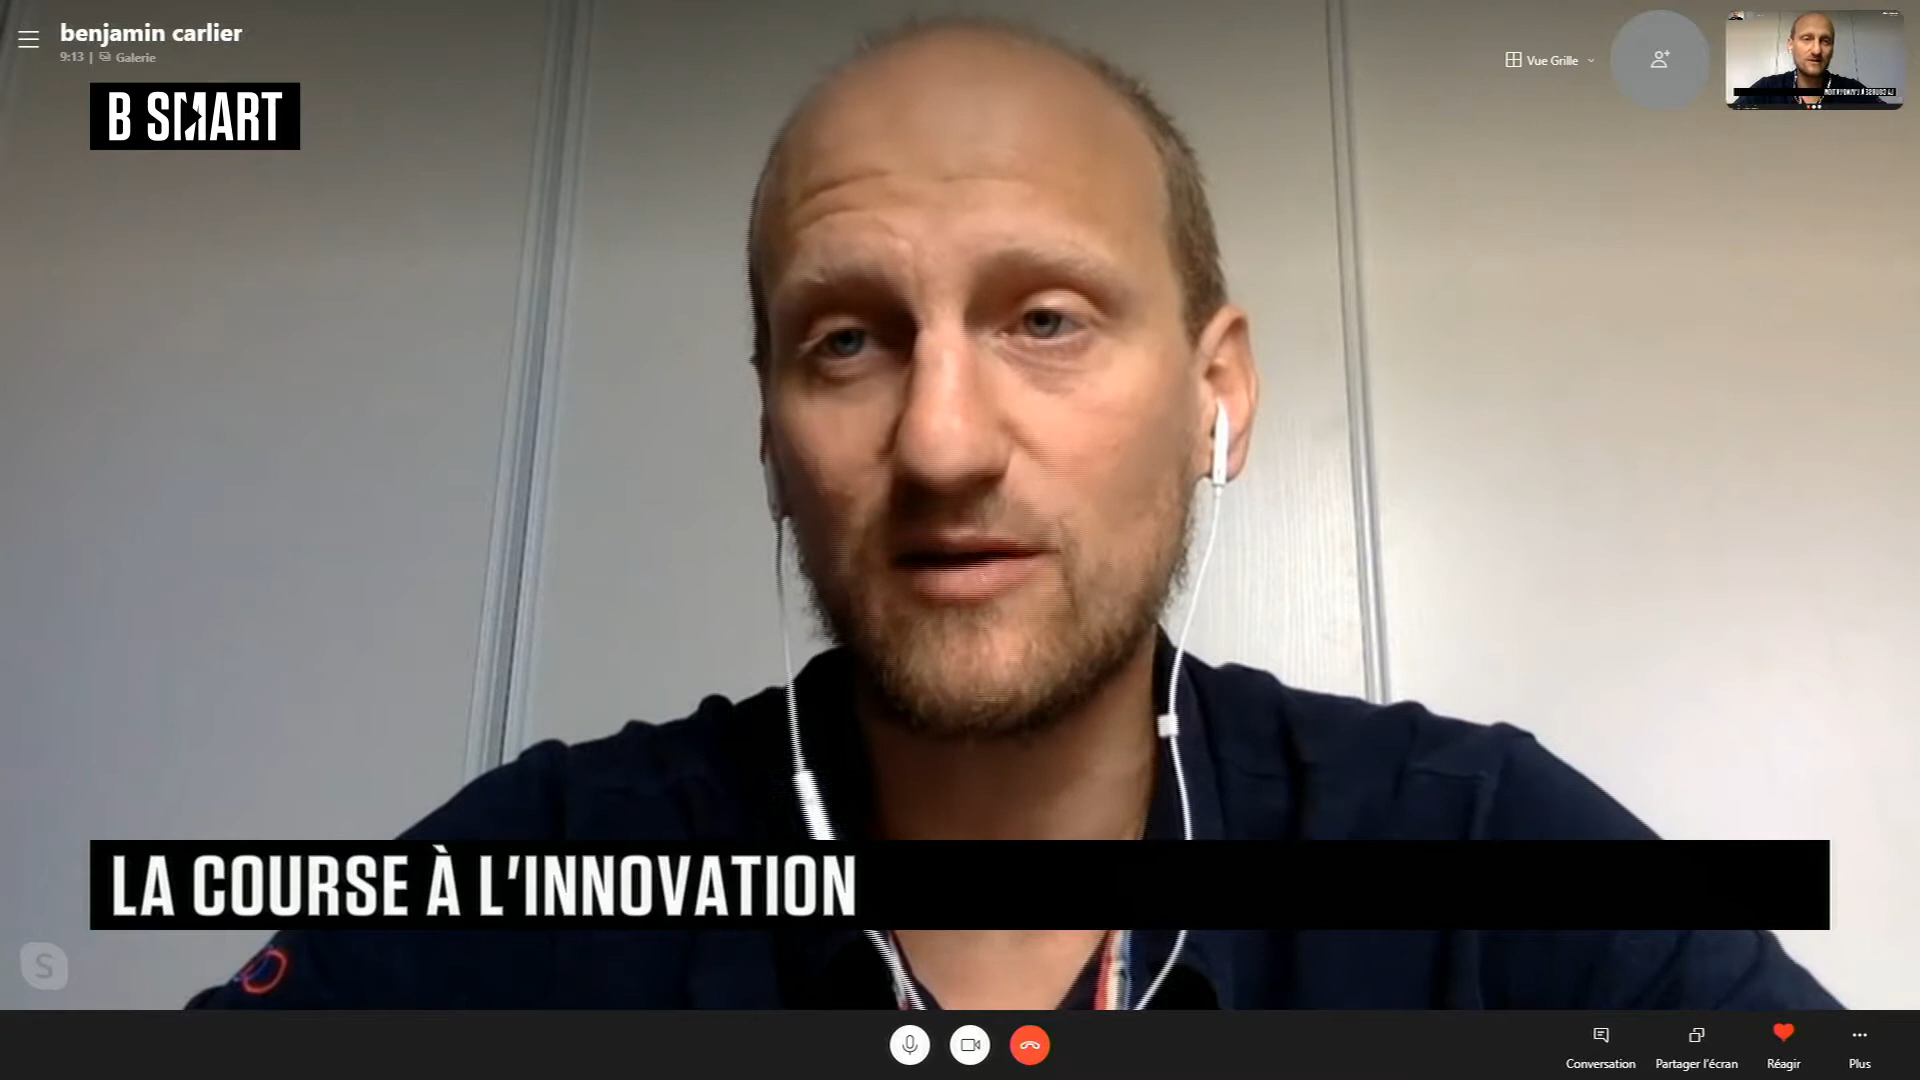 benjamin carlier
9:13 | Galerie
Vue Grille
B SMART
LA COURSE À L'INNOVATION
S
Conversation
Partager l'écran
Réagir
Plus